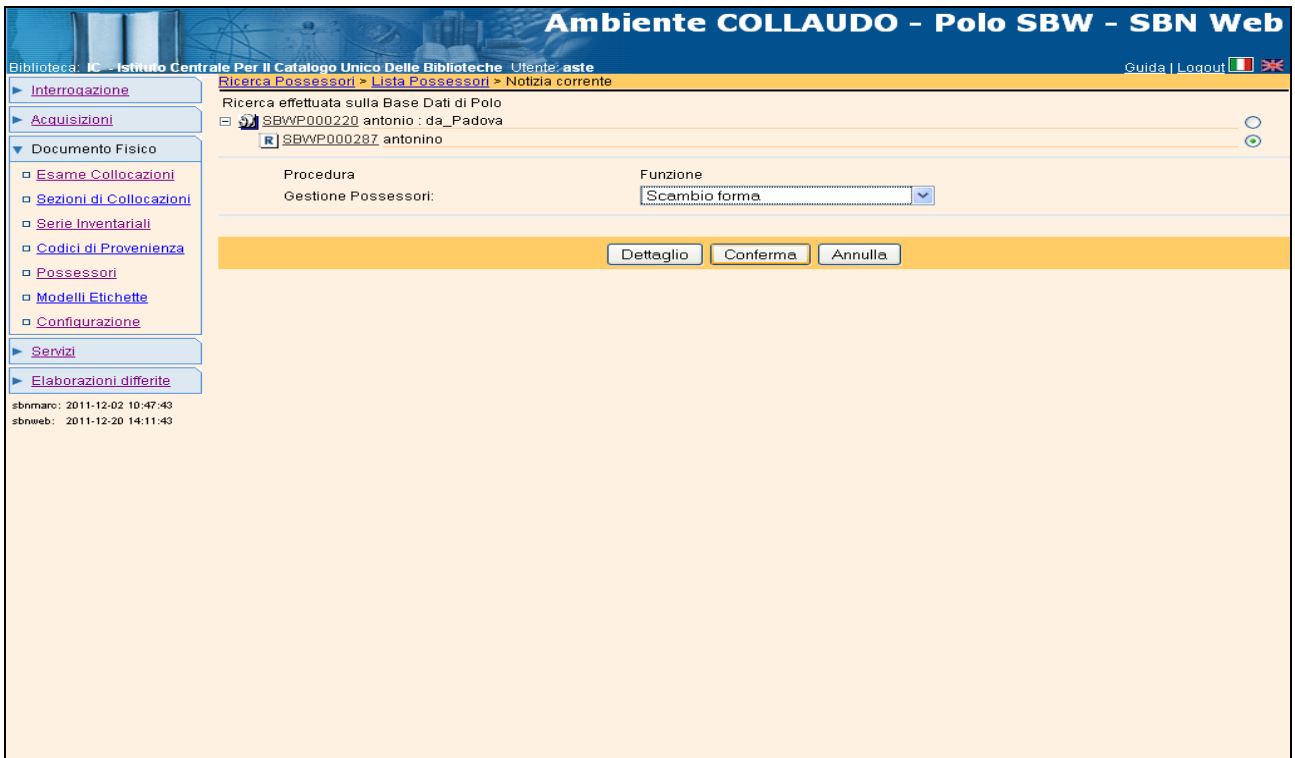 Ambiente COLLAUDO - Polo SBW - SBN Web
Biblioteca: IC - Istituto Centrale Per Il Catalogo Unico Delle Biblioteche Utente: aste
Guida | Logout
Ricerca Possessori > Lista Possessori > Notizia corrente
Interrogazione
Acquisizioni
Documento Fisico
Esame Collocazioni
Sezioni di Collocazioni
Serie Inventariali
Codici di Provenienza
Possessori
Modelli Etichette
Configurazione
Servizi
Elaborazioni differite
sbnmarc: 2011-12-02 10:47:43
sbnweb: 2011-12-20 14:11:43
Ricerca effettuata sulla Base Dati di Polo
SBWP000220 antonio : da_Padova
R SBWP000287 antonino
Procedura Funzione
Gestione Possessori: Scambio forma
Dettaglio Conferma Annulla